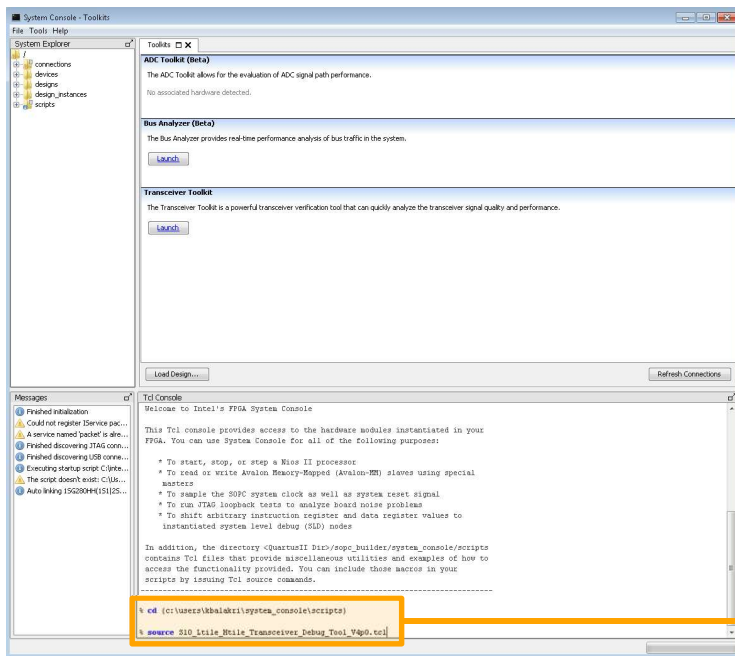 System Console - Toolkits
File Tools Help
System Explorer
/
connections
devices
designs
design_instances
scripts
Toolkits
ADC Toolkit (Beta)
The ADC Toolkit allows for the evaluation of ADC signal path performance.
No associated hardware detected.
Bus Analyzer (Beta)
The Bus Analyzer provides real-time performance analysis of bus traffic in the system.
Launch
Transceiver Toolkit
The Transceiver Toolkit is a powerful transceiver verification tool that can quickly analyze the transceiver signal quality and performance.
Launch
Load Design...
Refresh Connections
Messages
Finished initialization
Could not register IService pac...
A service named 'packet' is alre...
Finished discovering JTAG conn...
Finished discovering USB conne...
Executing startup script C:\inte...
The script doesn't exist: C:\Us...
Auto linking 1SG280HH(1S1|2S...
Tcl Console
Welcome to Intel's FPGA System Console
This Tcl console provides access to the hardware modules instantiated in your
FPGA. You can use System Console for all of the following purposes:
* To start, stop, or step a Nios II processor
* To read or write Avalon Memory-Mapped (Avalon-MM) slaves using special
masters
* To sample the SOPC system clock as well as system reset signal
* To run JTAG loopback tests to analyze board noise problems
* To shift arbitrary instruction register and data register values to
instantiated system level debug (SLD) nodes
In addition, the directory <QuartusII Dir>/sopc_builder/system_console/scripts
contains Tcl files that provide miscellaneous utilities and examples of how to
access the functionality provided. You can include those macros in your
scripts by issuing Tcl source commands.
-----------------------------------------------------------------------
% cd {c:\users\kbalakri\system_console\scripts}
% source S10_Ltile_Htile_Transceiver_Debug_Tool_V4p0.tcl